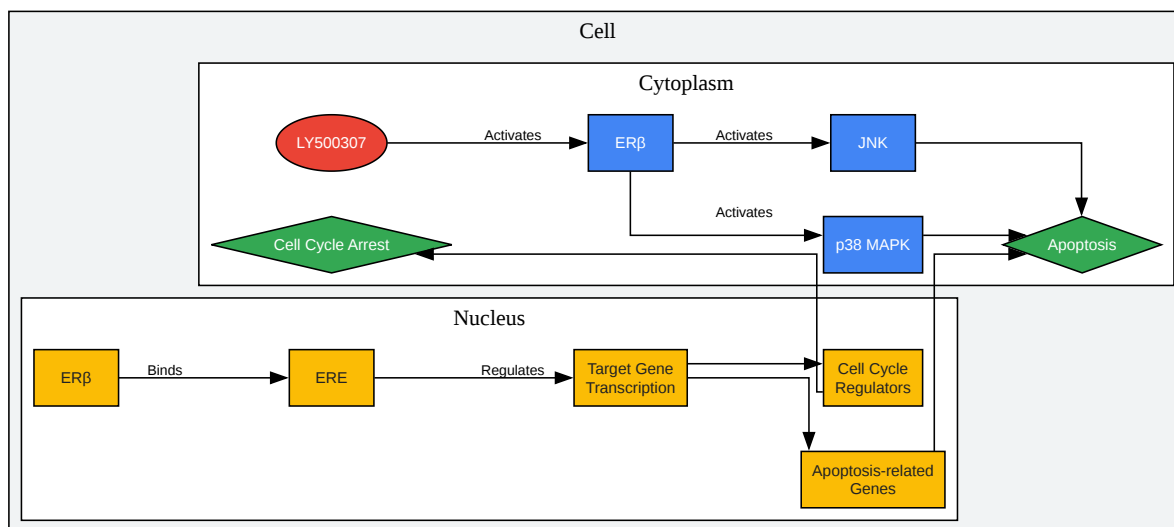 Cell
Cytoplasm
LY500307
Activates
ERβ
Activates
JNK
Activates
Cell Cycle Arrest
p38 MAPK
Apoptosis
Nucleus
ERβ
Binds
ERE
Regulates
Target Gene
Transcription
Cell Cycle
Regulators
Apoptosis-related
Genes